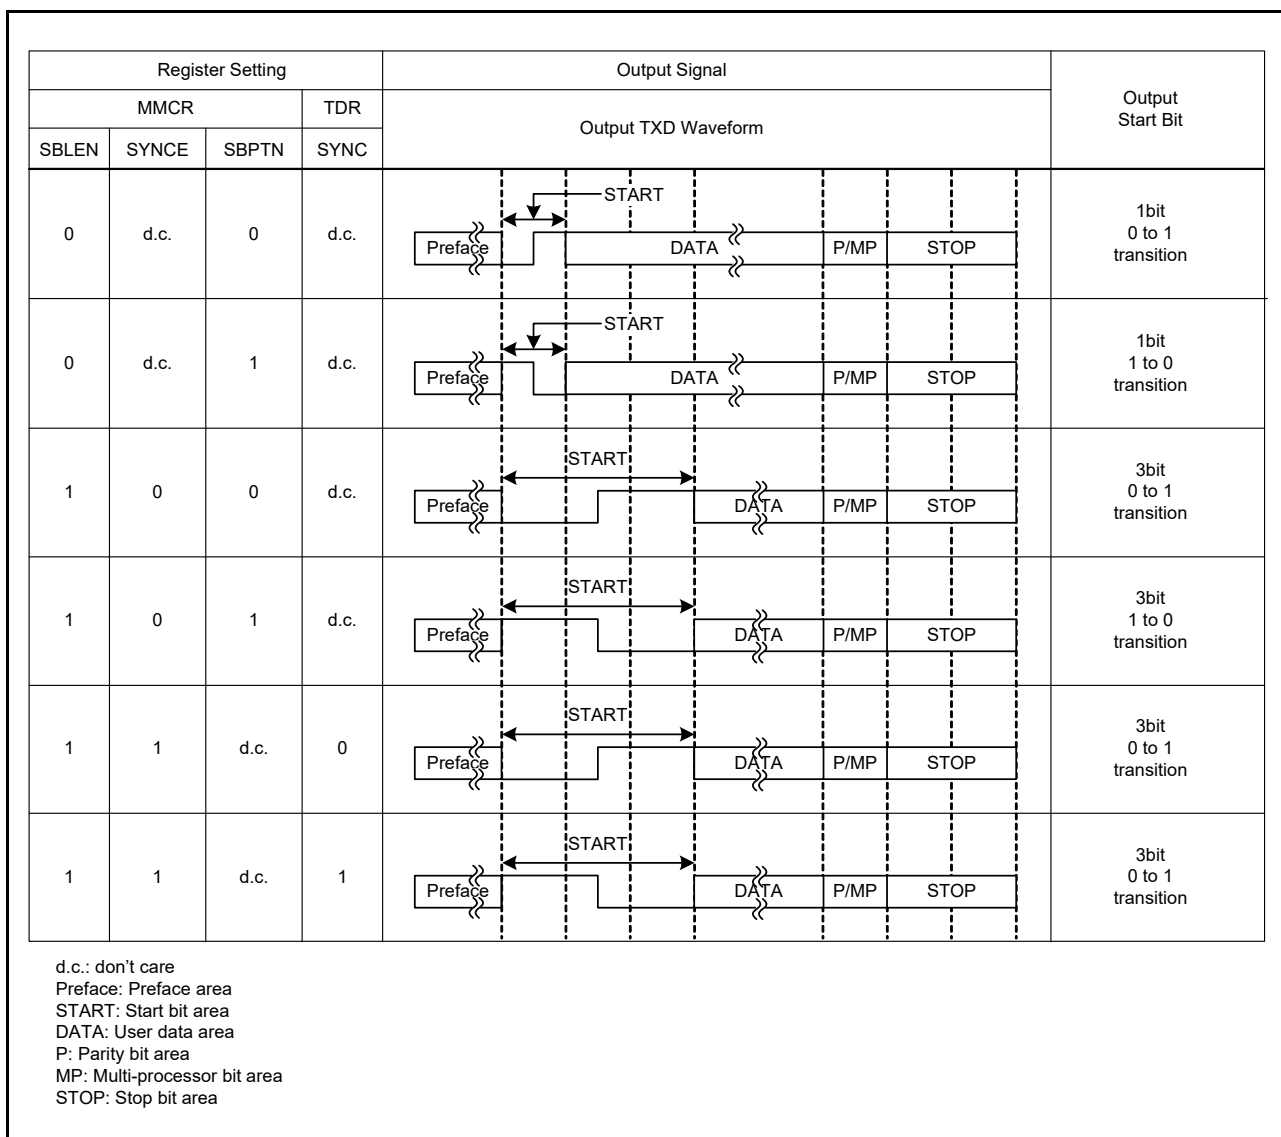 Register Setting
Output Signal
Output
Start Bit
MMCR
TDR
Output TXD Waveform
SBLEN
SYNCE
SBPTN
SYNC
0
d.c.
0
d.c.
START
Preface
DATA
P/MP
STOP
1bit
0 to 1
transition
0
d.c.
1
d.c.
START
Preface
DATA
P/MP
STOP
1bit
1 to 0
transition
1
0
0
d.c.
START
Preface
DATA
P/MP
STOP
3bit
0 to 1
transition
1
0
1
d.c.
START
Preface
DATA
P/MP
STOP
3bit
1 to 0
transition
1
1
d.c.
0
START
Preface
DATA
P/MP
STOP
3bit
0 to 1
transition
1
1
d.c.
1
START
Preface
DATA
P/MP
STOP
3bit
0 to 1
transition
d.c.: don't care
Preface: Preface area
START: Start bit area
DATA: User data area
P: Parity bit area
MP: Multi-processor bit area
STOP: Stop bit area